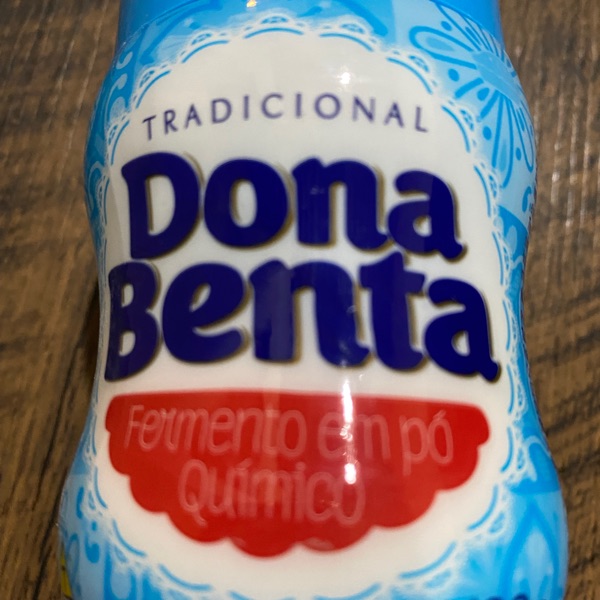 TRADICIONAL
Dona
Benta
Fermento em pó
Químico